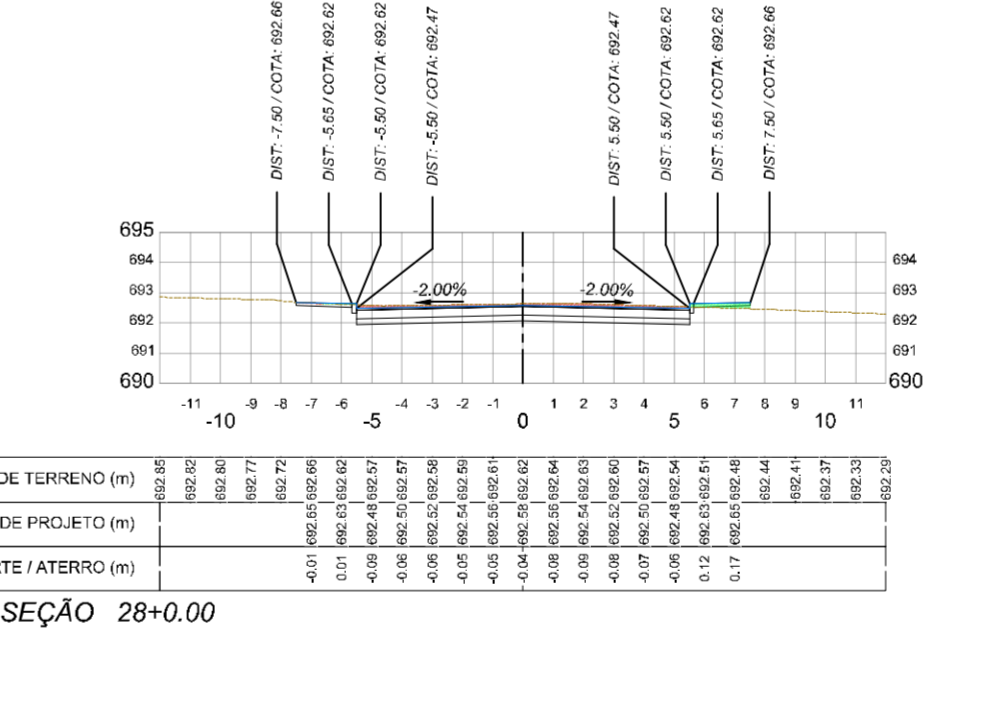 DIST: -7.50 / COTA: 692.66
DIST: -5.65 / COTA: 692.62
DIST: -5.50 / COTA: 692.62
DIST: -5.50 / COTA: 692.47
DIST: 5.50 / COTA: 692.47
DIST: 5.50 / COTA: 692.62
DIST: 5.65 / COTA: 692.62
DIST: 7.50 / COTA: 692.66
695
694 694
693 -2.00% -2.00% 693
692 692
691 691
690 690
-11 -9 -8 -7 -6 -4 -3 -2 -1 1 2 3 4 6 7 8 9 11
-10 -5 0 5 10
DE TERRENO (m) 692.85 692.82 692.80 692.77 692.72 692.66 692.62 692.57 692.57 692.58 692.59 692.61 692.62 692.64 692.63 692.60 692.57 692.54 692.51 692.48 692.44 692.41 692.37 692.33 692.29
DE PROJETO (m) 692.65 692.63 692.48 692.50 692.52 692.54 692.56 692.58 692.56 692.54 692.52 692.50 692.48 692.63 692.65
TE / ATERRO (m) -0.01 0.01 -0.09 -0.06 -0.06 -0.05 -0.05 -0.04 -0.08 -0.09 -0.08 -0.07 -0.06 0.12 0.17
SEÇÃO 28+0.00